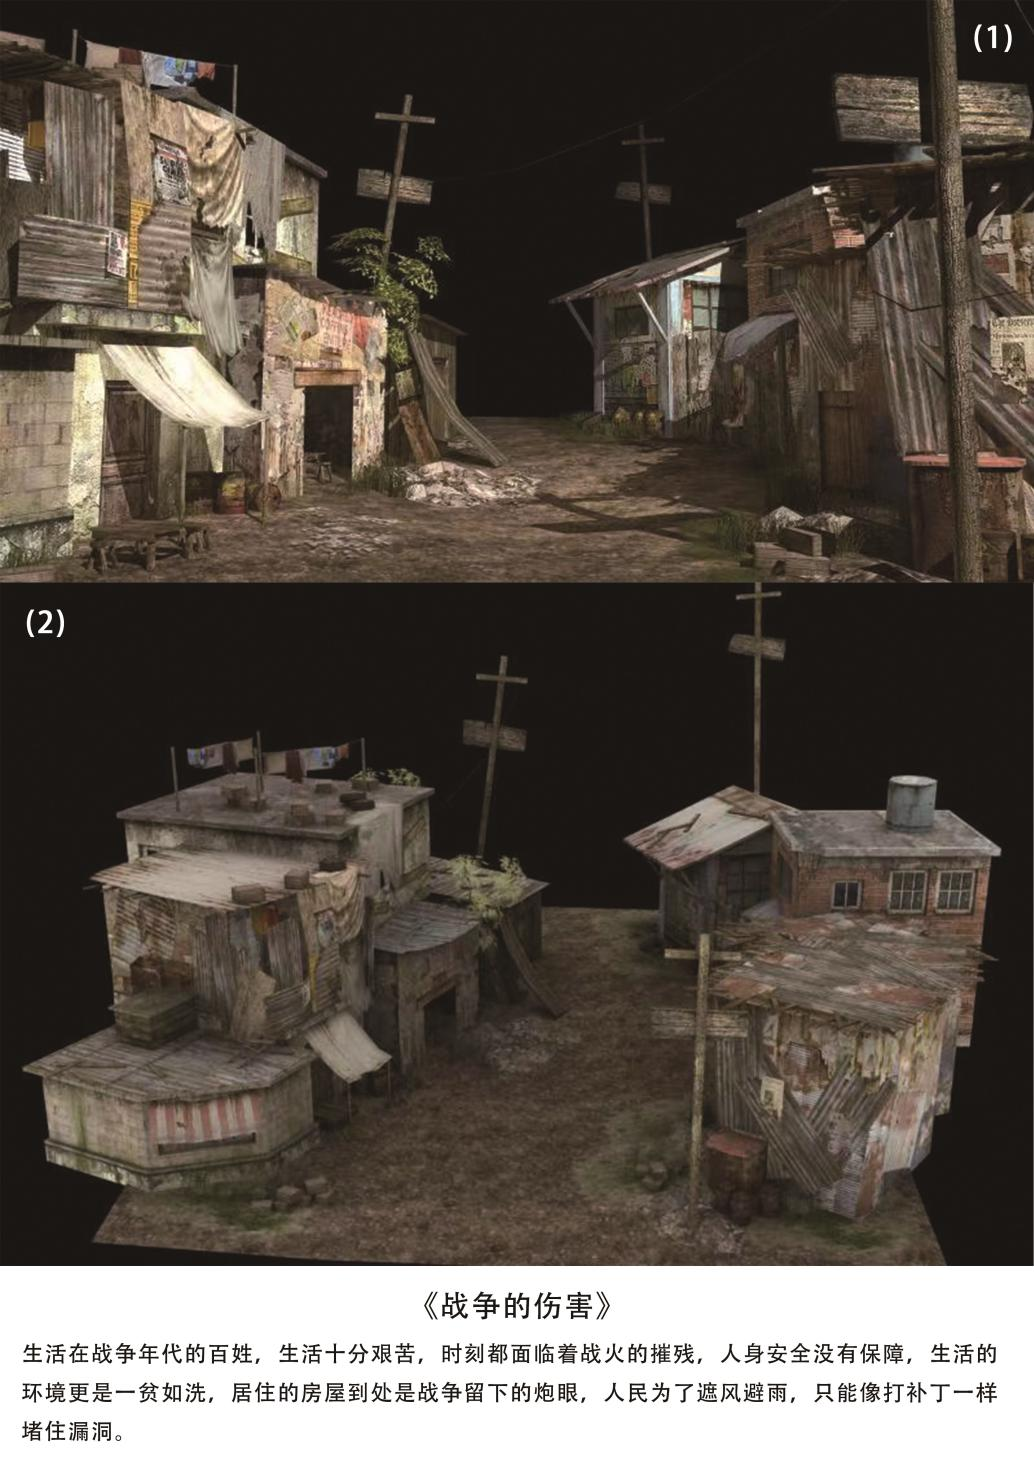 (1)
(2)
《战争的伤害》
生活在战争年代的百姓，生活十分艰苦，时刻都面临着战火的摧残，人身安全没有保障，生活的
环境更是一贫如洗，居住的房屋到处是战争留下的炮眼，人民为了遮风避雨，只能像打补丁一样
堵住漏洞。